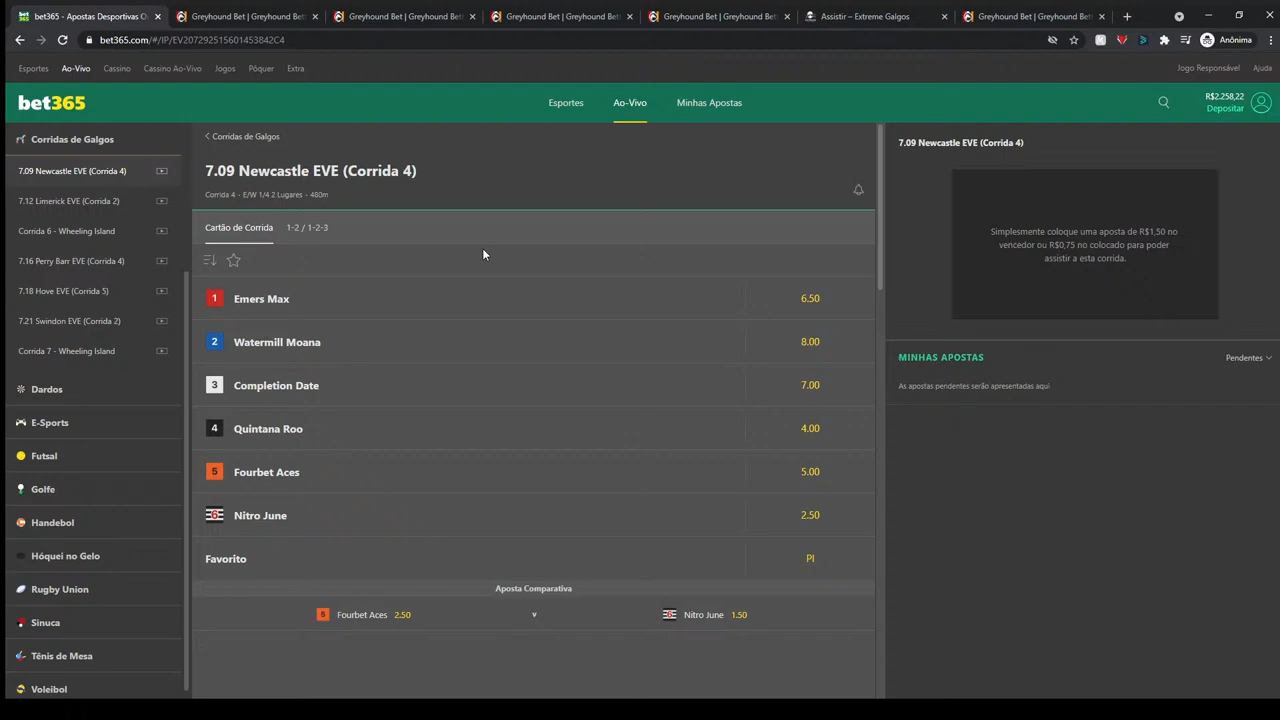 bet365 - Apostas Desportivas O
Greyhound Bet | Greyhound Bet
Greyhound Bet | Greyhound Bet
Greyhound Bet | Greyhound Bet
Greyhound Bet | Greyhound Bet
Assistir – Extreme Galgos
Greyhound Bet | Greyhound Bet
bet365.com/#/IP/EV207292515601453842C4
Anônima
Esportes
Ao-Vivo
Cassino
Cassino Ao-Vivo
Jogos
Pôquer
Extra
Jogo Responsável
Ajuda
bet365
Esportes
Ao-Vivo
Minhas Apostas
R$2.258,22
Depositar
Corridas de Galgos
7.09 Newcastle EVE (Corrida 4)
7.12 Limerick EVE (Corrida 2)
Corrida 6 - Wheeling Island
7.16 Perry Barr EVE (Corrida 4)
7.18 Hove EVE (Corrida 5)
7.21 Swindon EVE (Corrida 2)
Corrida 7 - Wheeling Island
Dardos
E-Sports
Futsal
Golfe
Handebol
Hóquei no Gelo
Rugby Union
Sinuca
Tênis de Mesa
Voleibol
Corridas de Galgos
7.09 Newcastle EVE (Corrida 4)
Corrida 4 - E/W 1/4 2 Lugares - 480m
Cartão de Corrida
1-2 / 1-2-3
1 Emers Max 6.50
2 Watermill Moana 8.00
3 Completion Date 7.00
4 Quintana Roo 4.00
5 Fourbet Aces 5.00
6 Nitro June 2.50
Favorito PI
Aposta Comparativa
5 Fourbet Aces 2.50 v 6 Nitro June 1.50
7.09 Newcastle EVE (Corrida 4)
Simplesmente coloque uma aposta de R$1,50 no
vencedor ou R$0,75 no colocado para poder
assistir a esta corrida.
MINHAS APOSTAS
Pendentes
As apostas pendentes serão apresentadas aqui